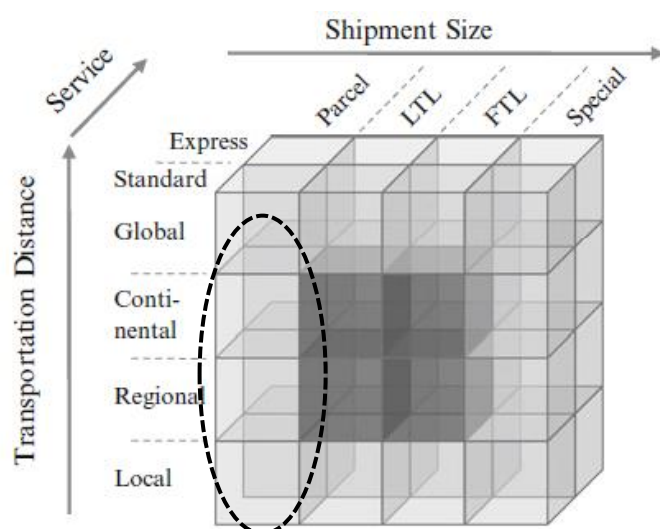 Shipment Size
Service
Parcel
LTL
FTL
Special
Express
Standard
Global
Conti-
nental
Regional
Local
Transportation Distance